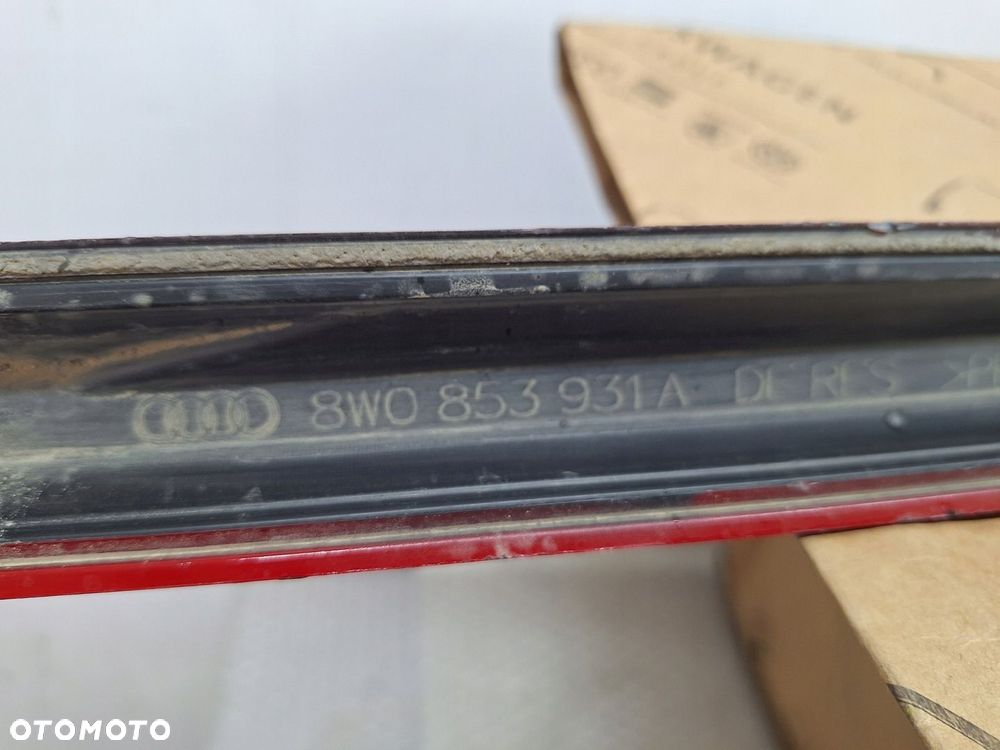 8W0 853 931 A DE RES >P
OTOMOTO